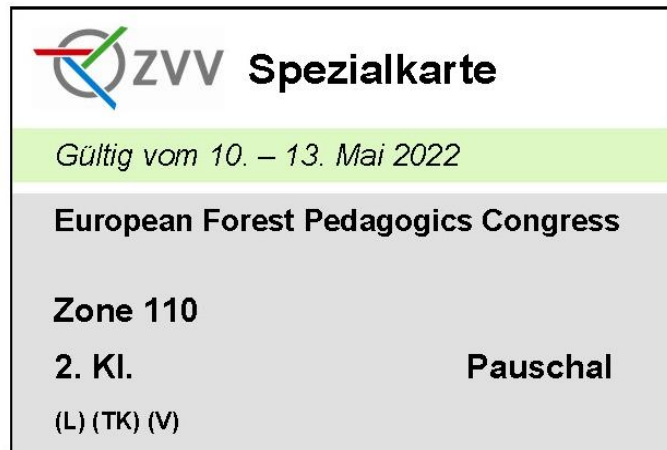 ZVV Spezialkarte
Gültig vom 10. – 13. Mai 2022
European Forest Pedagogics Congress
Zone 110
2. Kl. Pauschal
(L) (TK) (V)